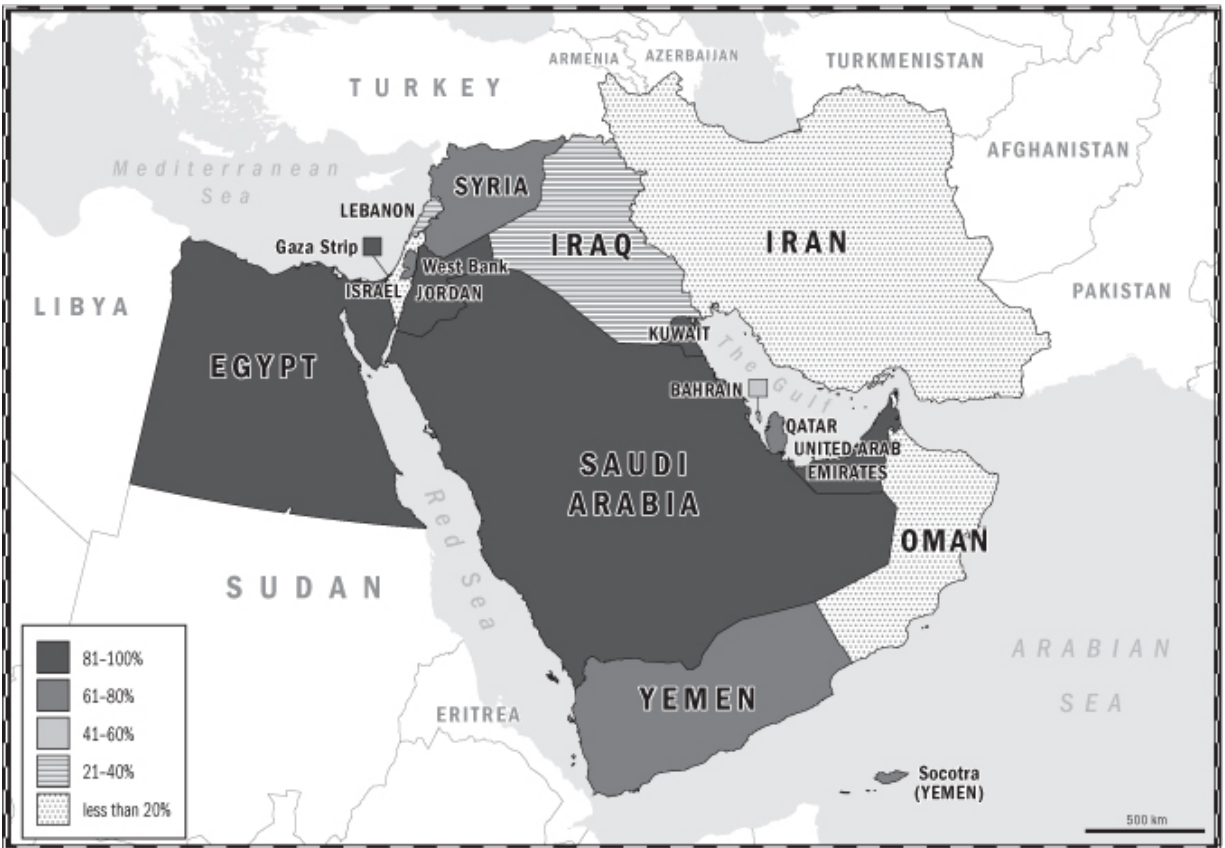 ARMENIA
AZERBAIJAN
TURKEY
TURKMENISTAN
AFGHANISTAN
Mediterranean
Sea
SYRIA
LEBANON
Gaza Strip
IRAQ
IRAN
West Bank
ISRAEL
JORDAN
PAKISTAN
LIBYA
KUWAIT
EGYPT
The Gulf
BAHRAIN
QATAR
UNITED ARAB
EMIRATES
SAUDI
ARABIA
Red Sea
OMAN
SUDAN
ARABIAN
SEA
YEMEN
ERITREA
Socotra
(YEMEN)
81–100%
61–80%
41–60%
21–40%
less than 20%
500 km